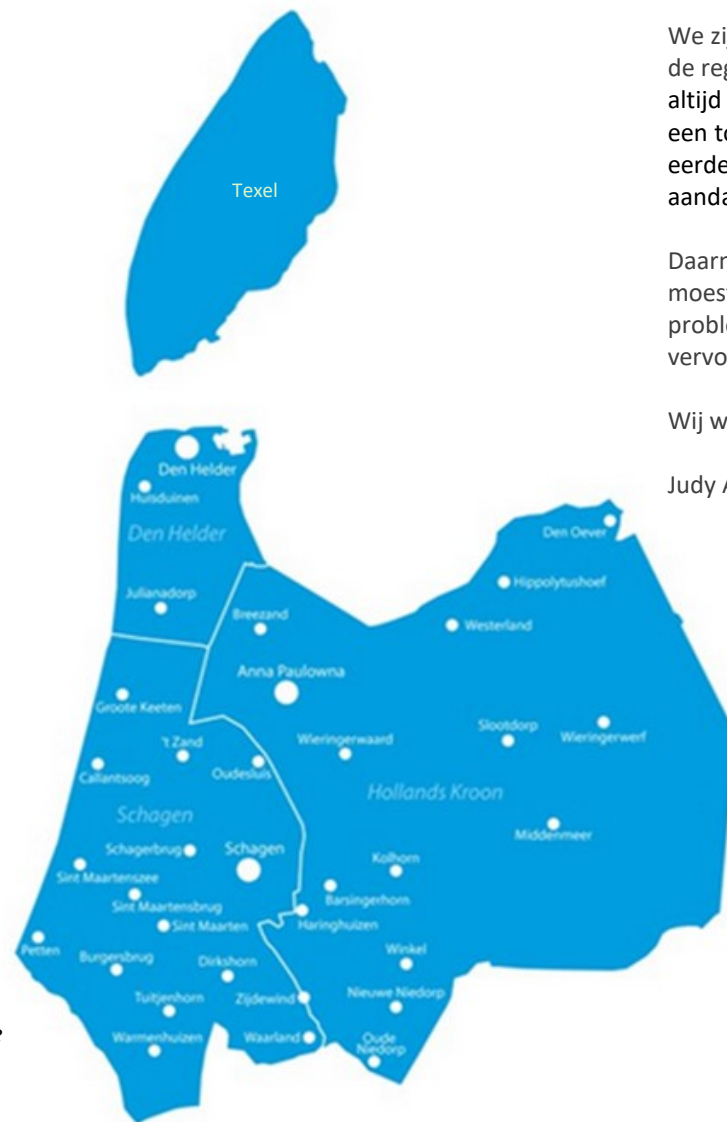 Texel
Den Helder
Huisduinen
Den Helder
Julianadorp
Den Oever
Hippolytushoef
Westerland
Breezand
Anna Paulowna
Groote Keeten
't Zand
Oudesluis
Callantsoog
Wieringerwaard
Slootdorp
Wieringerwerf
Hollands Kroon
Schagen
Middenmeer
Schagerbrug
Schagen
Kolhorn
Sint Maartenszee
Sint Maartensbrug
Barsingerhorn
Sint Maarten
Haringhuizen
Petten
Burgersbrug
Dirkshorn
Winkel
Tuitjenhorn
Zijdewind
Nieuwe Niedorp
Warmenhuizen
Waarland
Oude
Niedorp
We zij
de reg
altijd
een to
eerde
aanda
Daarn
moest
proble
vervo
Wij w
Judy A